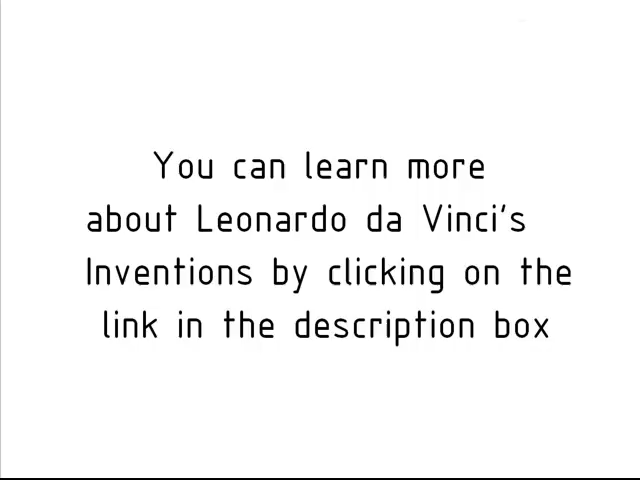 You can learn more
about Leonardo da Vinci's
Inventions by clicking on the
link in the description box